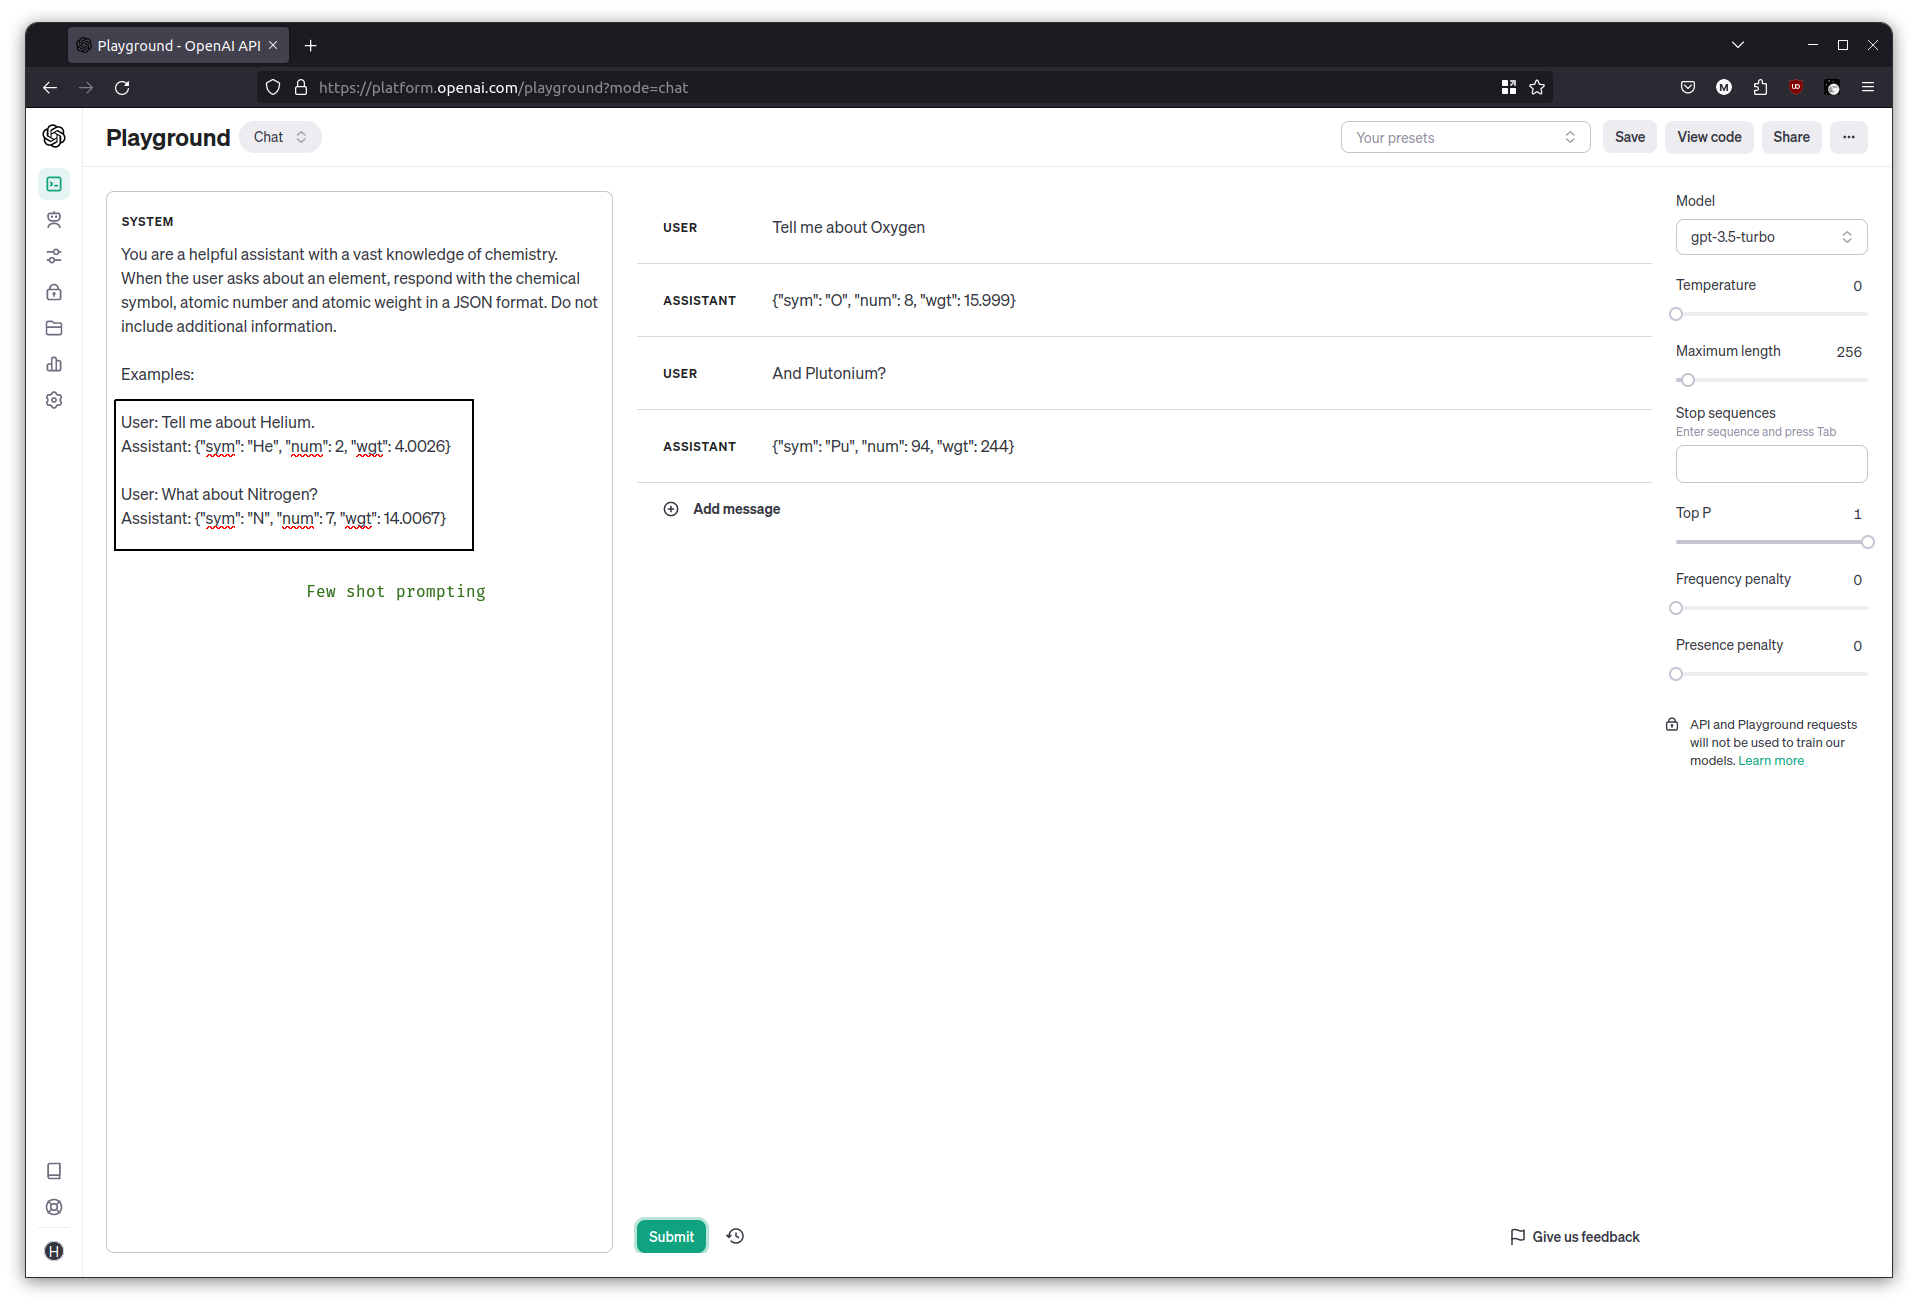 Playground - OpenAI API
https://platform.openai.com/playground?mode=chat
Playground
Chat
Your presets
Save
View code
Share
SYSTEM
You are a helpful assistant with a vast knowledge of chemistry.
When the user asks about an element, respond with the chemical
symbol, atomic number and atomic weight in a JSON format. Do not
include additional information.
Examples:
User: Tell me about Helium.
Assistant: {"sym": "He", "num": 2, "wgt": 4.0026}
User: What about Nitrogen?
Assistant: {"sym": "N", "num": 7, "wgt": 14.0067}
Few shot prompting
USER Tell me about Oxygen
ASSISTANT {"sym": "O", "num": 8, "wgt": 15.999}
USER And Plutonium?
ASSISTANT {"sym": "Pu", "num": 94, "wgt": 244}
Add message
Submit
Give us feedback
Model
gpt-3.5-turbo
Temperature 0
Maximum length 256
Stop sequences
Enter sequence and press Tab
Top P 1
Frequency penalty 0
Presence penalty 0
API and Playground requests
will not be used to train our
models. Learn more
H
M